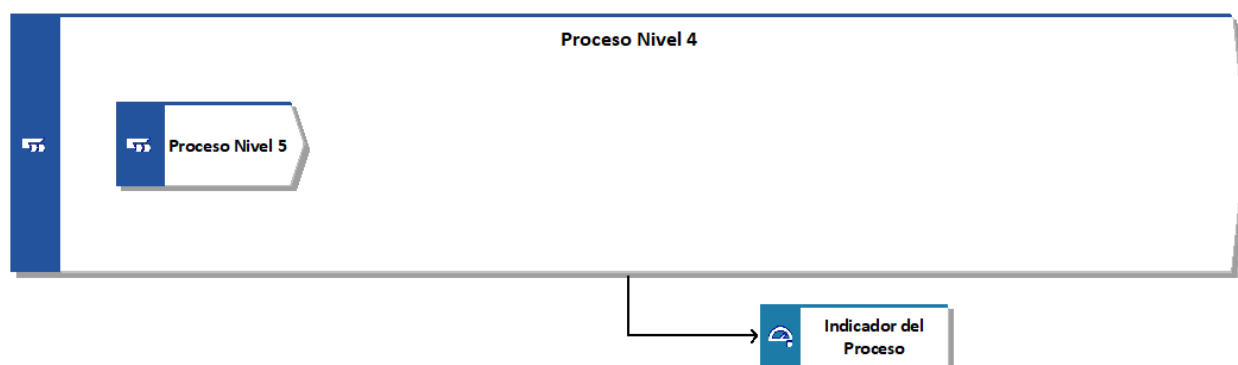 Proceso Nivel 4
Proceso Nivel 5
Indicador del
Proceso